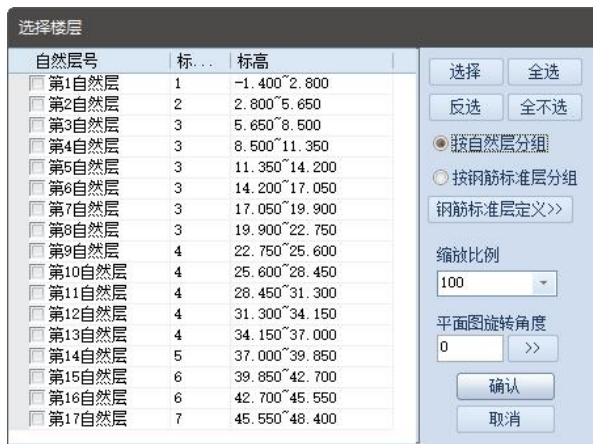 选择楼层
自然层号 标... 标高
第1自然层 1 -1.400~2.800
第2自然层 2 2.800~5.650
第3自然层 3 5.650~8.500
第4自然层 3 8.500~11.350
第5自然层 3 11.350~14.200
第6自然层 3 14.200~17.050
第7自然层 3 17.050~19.900
第8自然层 3 19.900~22.750
第9自然层 4 22.750~25.600
第10自然层 4 25.600~28.450
第11自然层 4 28.450~31.300
第12自然层 4 31.300~34.150
第13自然层 4 34.150~37.000
第14自然层 5 37.000~39.850
第15自然层 6 39.850~42.700
第16自然层 6 42.700~45.550
第17自然层 7 45.550~48.400
选择 全选
反选 全不选
按自然层分组
按钢筋标准层分组
钢筋标准层定义>>
缩放比例
100
平面图旋转角度
0 >>
确认
取消